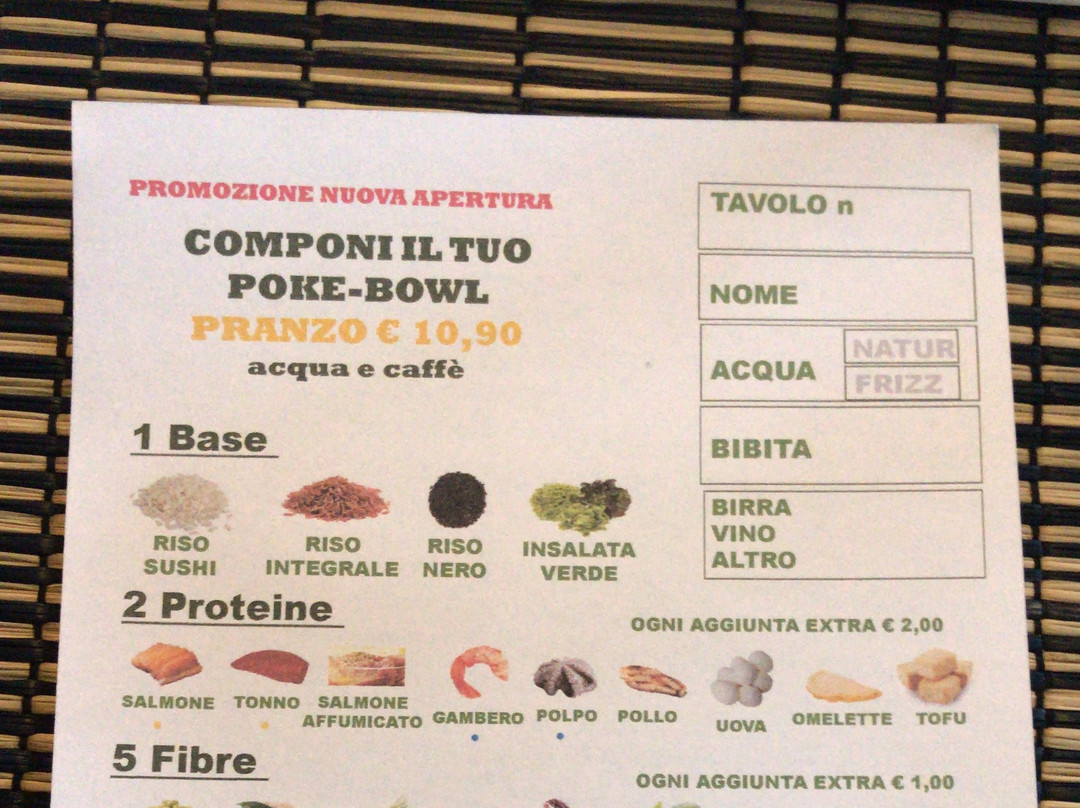 PROMOZIONE NUOVA APERTURA
COMPONI IL TUO
POKE-BOWL
PRANZO € 10,90
acqua e caffè
TAVOLO n
NOME
ACQUA
NATUR
FRIZZ
BIBITA
BIRRA
VINO
ALTRO
1 Base
RISO
SUSHI
RISO
INTEGRALE
RISO
NERO
INSALATA
VERDE
2 Proteine
OGNI AGGIUNTA EXTRA € 2,00
SALMONE
TONNO
SALMONE
AFFUMICATO
GAMBERO
POLPO
POLLO
UOVA
OMELETTE
TOFU
5 Fibre
OGNI AGGIUNTA EXTRA € 1,00